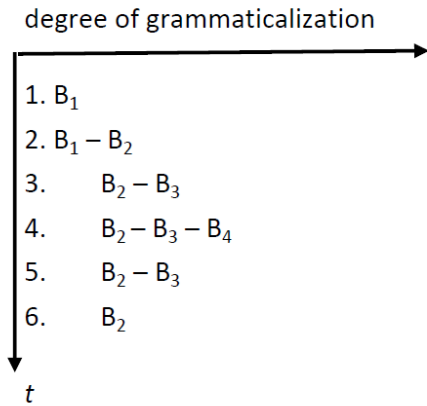 degree of grammaticalization
1. B₁
2. B₁ – B₂
3. B₂ – B₃
4. B₂ – B₃ – B₄
5. B₂ – B₃
6. B₂
t